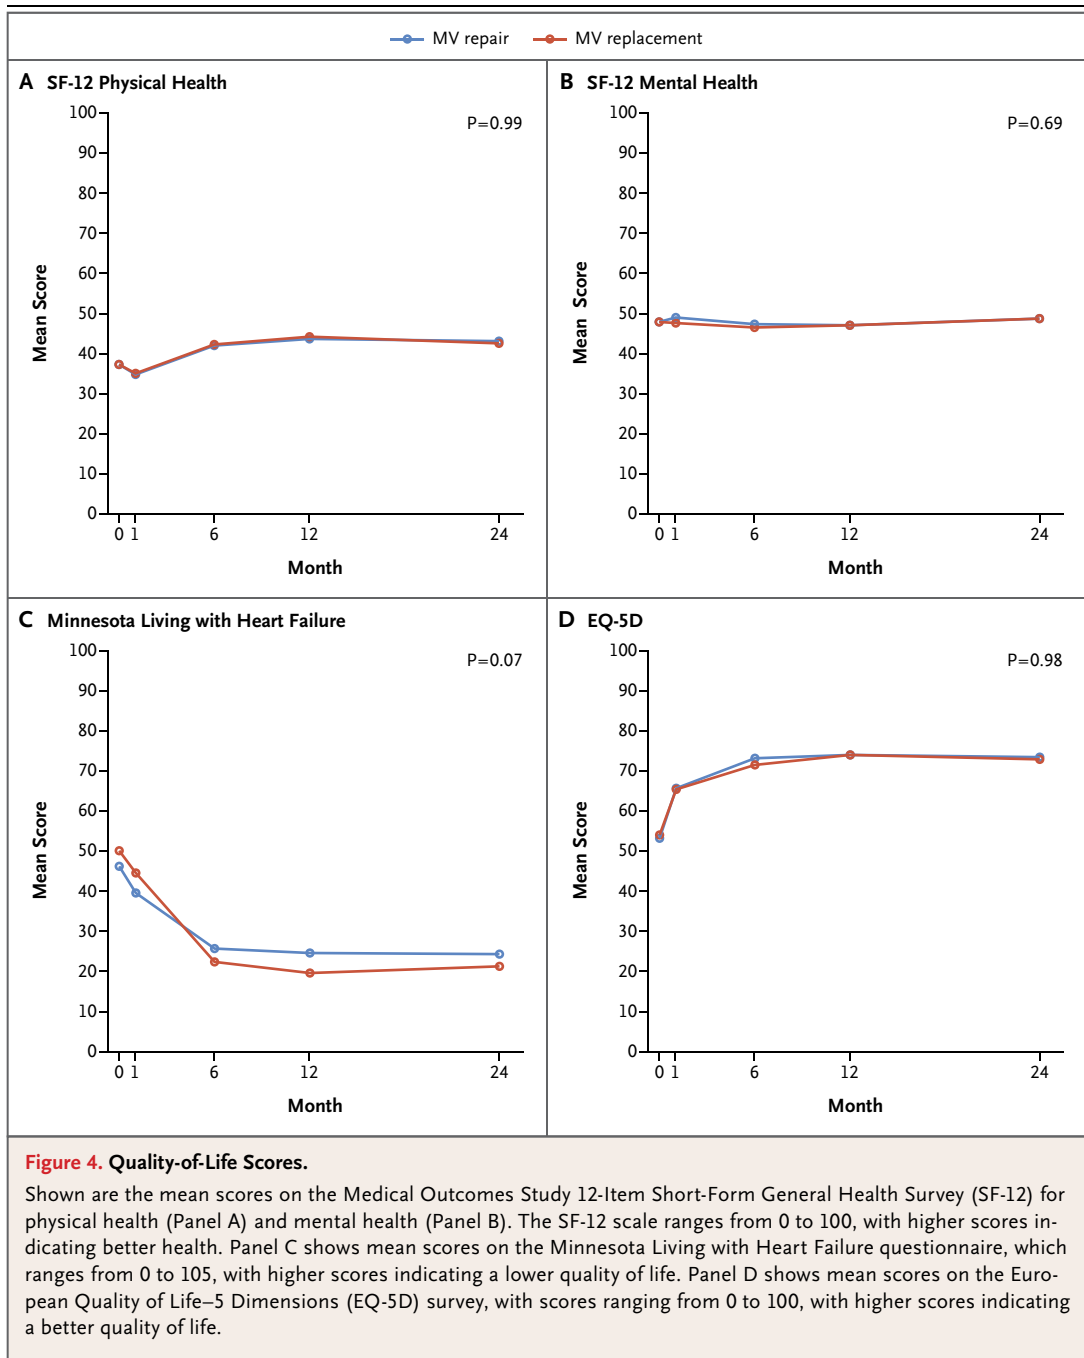 MV repair MV replacement
A SF-12 Physical Health
P=0.99
100
90
80
70
60
50
40
30
20
10
0
Mean Score
0 1 6 12 24
Month
B SF-12 Mental Health
P=0.69
100
90
80
70
60
50
40
30
20
10
0
Mean Score
0 1 6 12 24
Month
C Minnesota Living with Heart Failure
P=0.07
100
90
80
70
60
50
40
30
20
10
0
Mean Score
0 1 6 12 24
Month
D EQ-5D
P=0.98
100
90
80
70
60
50
40
30
20
10
0
Mean Score
0 1 6 12 24
Month
Figure 4. Quality-of-Life Scores.
Shown are the mean scores on the Medical Outcomes Study 12-Item Short-Form General Health Survey (SF-12) for
physical health (Panel A) and mental health (Panel B). The SF-12 scale ranges from 0 to 100, with higher scores in-
dicating better health. Panel C shows mean scores on the Minnesota Living with Heart Failure questionnaire, which
ranges from 0 to 105, with higher scores indicating a lower quality of life. Panel D shows mean scores on the Euro-
pean Quality of Life–5 Dimensions (EQ-5D) survey, with scores ranging from 0 to 100, with higher scores indicating
a better quality of life.